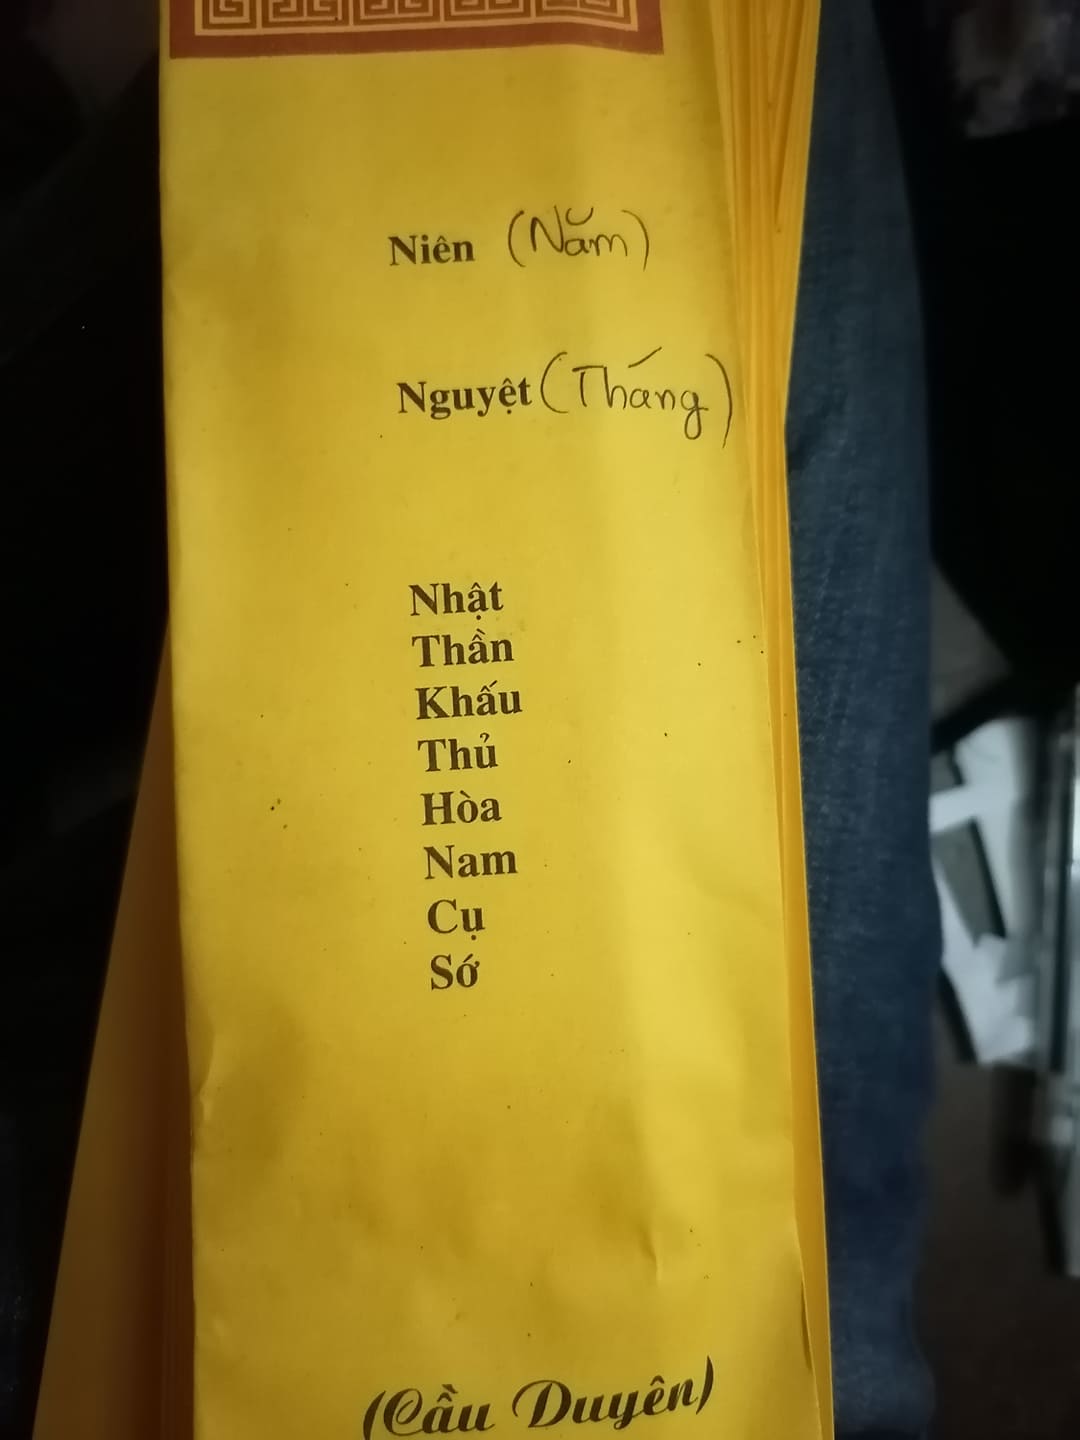 Niên (Năm)
Nguyệt (Tháng)
Nhật
Thần
Khấu
Thủ
Hòa
Nam
Cụ
Sớ
(Cầu Duyên)